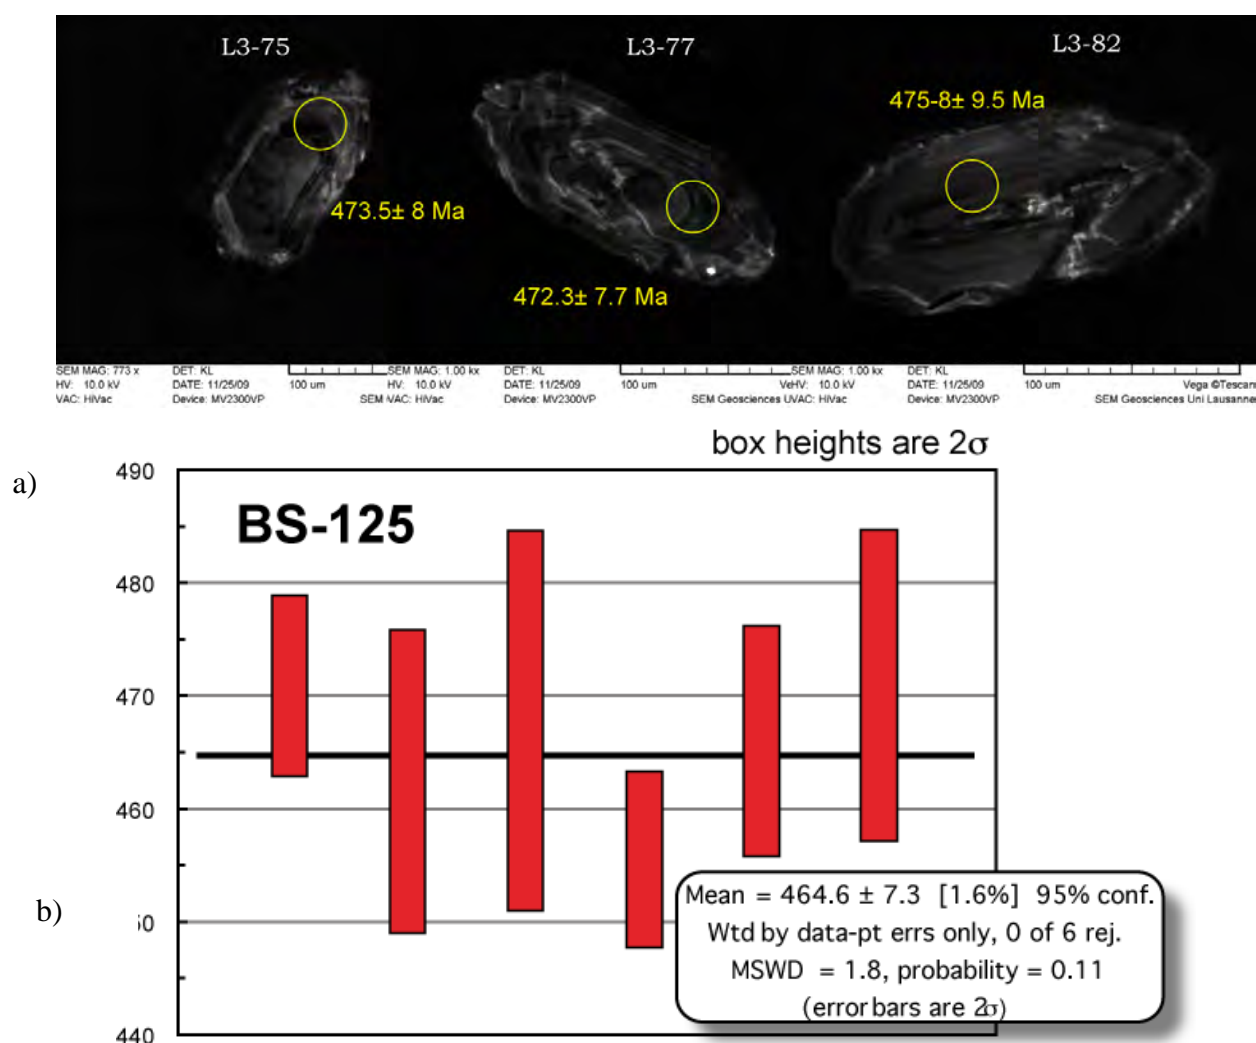 L3-75
L3-77
L3-82
475-8± 9.5 Ma
473.5± 8 Ma
472.3± 7.7 Ma
SEM MAG: 773 x
DET: KL
HV: 10.0 kV
DATE: 11/25/09
100 um
VAC: HiVac
Device: MV2300VP
SEM MAG: 1.00 kx
DET: KL
HV: 10.0 kV
DATE: 11/25/09
100 um
VAC: HiVac
Device: MV2300VP
SEM Geosciences U
SEM MAG: 1.00 kx
DET: KL
HV: 10.0 kV
DATE: 11/25/09
100 um
Vega ©Tescan
VAC: HiVac
Device: MV2300VP
SEM Geosciences Uni Lausanne
box heights are 2σ
a)
490
BS-125
480
470
460
b)
50
440
Mean = 464.6 ± 7.3 [1.6%] 95% conf.
Wtd by data-pt errs only, 0 of 6 rej.
MSWD = 1.8, probability = 0.11
(error bars are 2σ)